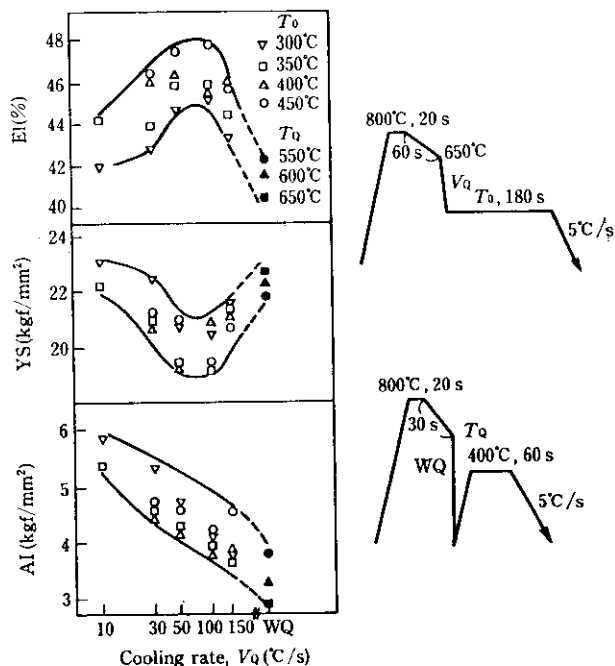 T₀
▽ 300℃
□ 350℃
△ 400℃
○ 450℃
T_Q
● 550℃
▲ 600℃
■ 650℃
El(%)
48
46
44
42
40
YS(kgf/mm²)
24
22
20
AI(kgf/mm²)
6
5
4
3
10 30 50 100 150 WQ
Cooling rate, V_Q(℃/s)
800℃, 20 s
60 s
650℃
V_Q
T₀, 180 s
5℃/s
800℃, 20 s
30 s
T_Q
WQ
400℃, 60 s
5℃/s